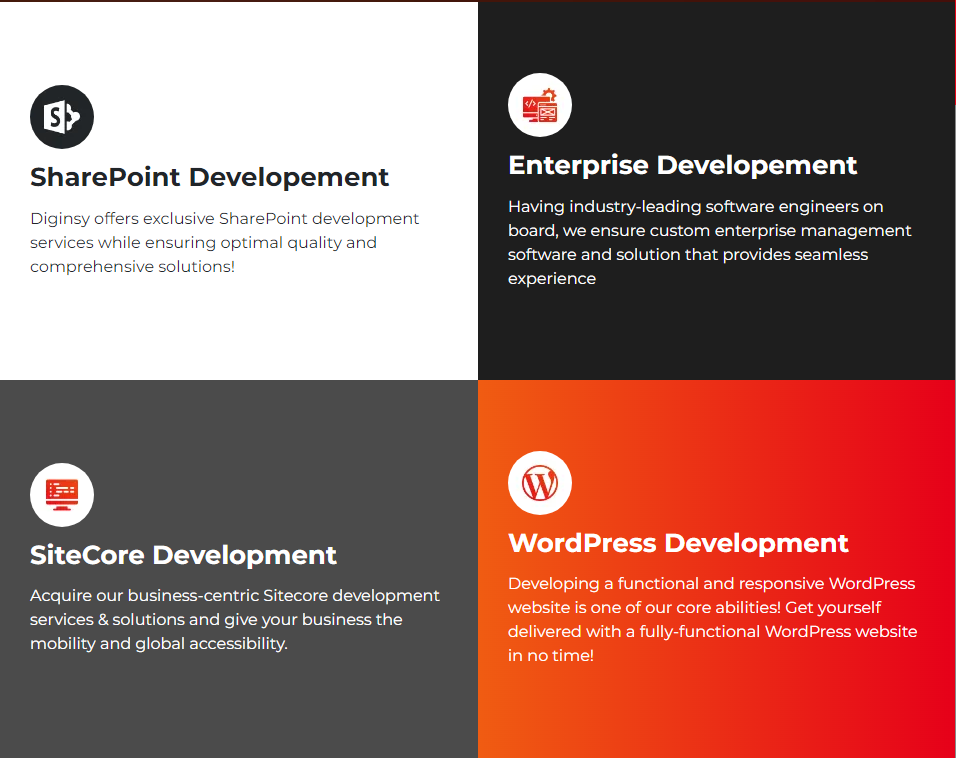 SharePoint Developement
Diginsy offers exclusive SharePoint development
services while ensuring optimal quality and
comprehensive solutions!
Enterprise Developement
Having industry-leading software engineers on
board, we ensure custom enterprise management
software and solution that provides seamless
experience
SiteCore Development
Acquire our business-centric Sitecore development
services & solutions and give your business the
mobility and global accessibility.
WordPress Development
Developing a functional and responsive WordPress
website is one of our core abilities! Get yourself
delivered with a fully-functional WordPress website
in no time!